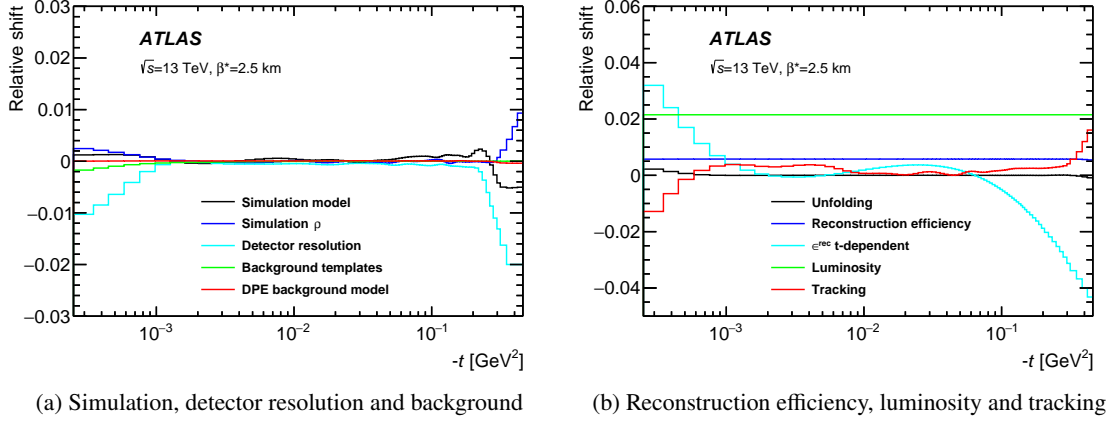 Relative shift
0.03
0.02
0.01
0
−0.01
−0.02
−0.03
ATLAS
√s=13 TeV, β*=2.5 km
Simulation model
Simulation ρ
Detector resolution
Background templates
DPE background model
10⁻³
10⁻²
10⁻¹
-t [GeV²]
(a) Simulation, detector resolution and background
Relative shift
0.06
0.04
0.02
0
−0.02
−0.04
ATLAS
√s=13 TeV, β*=2.5 km
Unfolding
Reconstruction efficiency
ϵʳᵉᶜ t-dependent
Luminosity
Tracking
10⁻³
10⁻²
10⁻¹
-t [GeV²]
(b) Reconstruction efficiency, luminosity and tracking